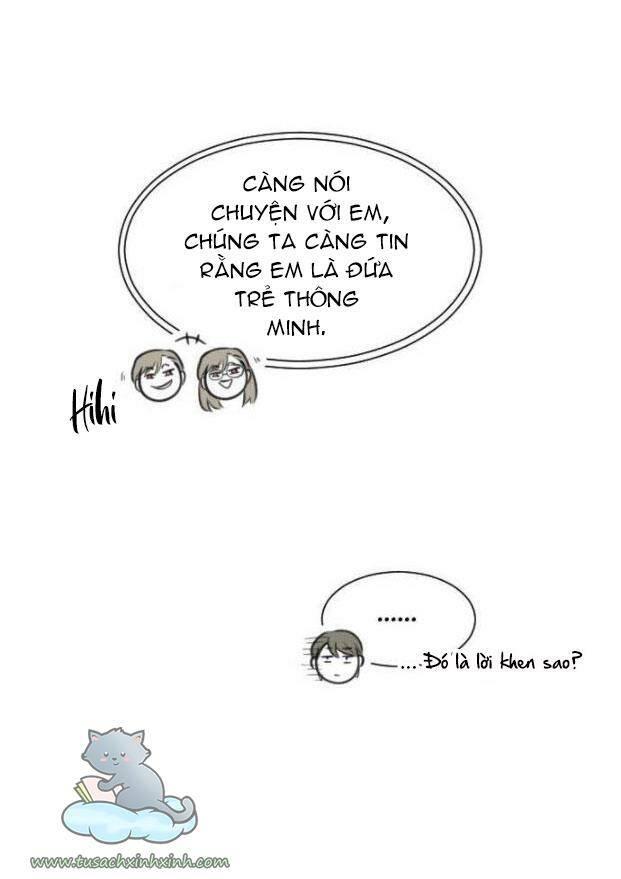 CÀNG NÓI
CHUYỆN VỚI EM,
CHÚNG TA CÀNG TIN
RẰNG EM LÀ ĐỨA
TRẺ THÔNG
MINH.
Hihi
......
.... Đó là lời khen sao?
www.tusachxinhxinh.com